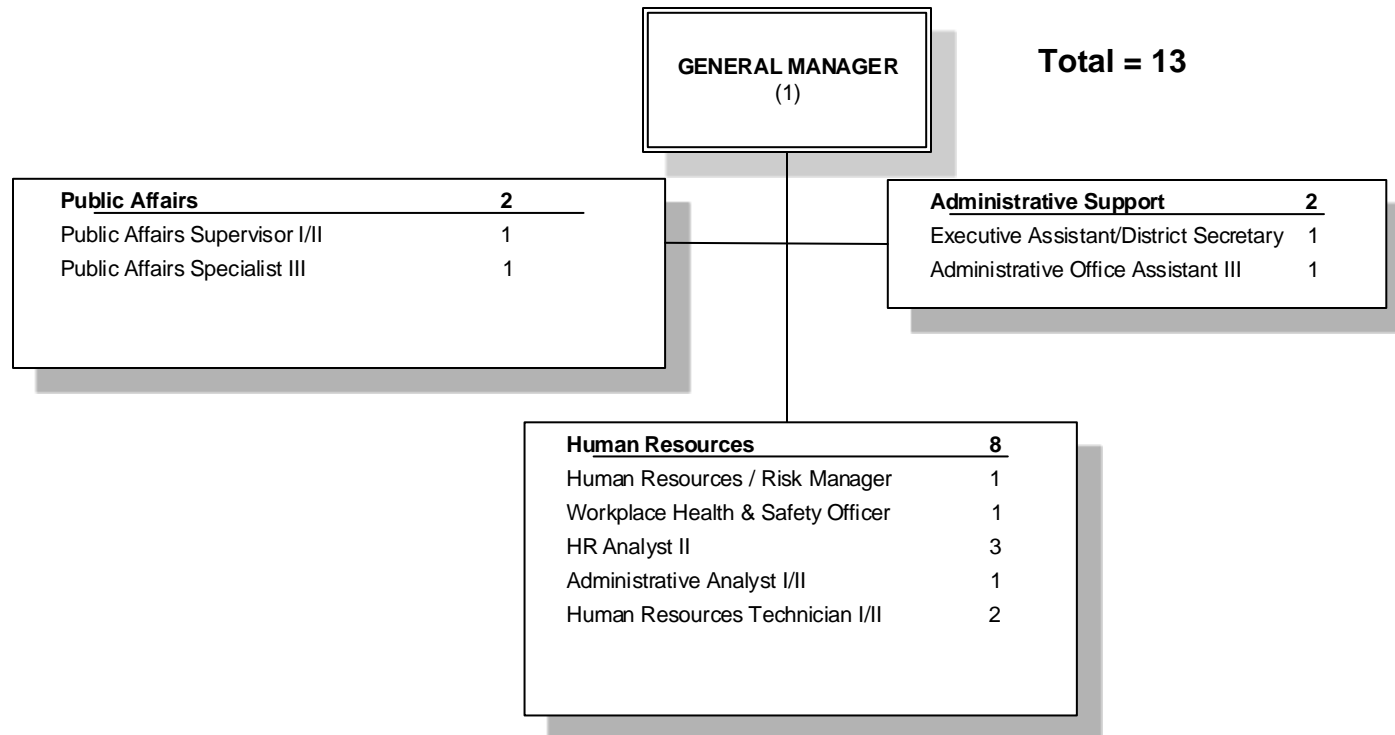 GENERAL MANAGER
(1)
Total = 13
Public Affairs 2
Public Affairs Supervisor I/II 1
Public Affairs Specialist III 1
Administrative Support 2
Executive Assistant/District Secretary 1
Administrative Office Assistant III 1
Human Resources 8
Human Resources / Risk Manager 1
Workplace Health & Safety Officer 1
HR Analyst II 3
Administrative Analyst I/II 1
Human Resources Technician I/II 2